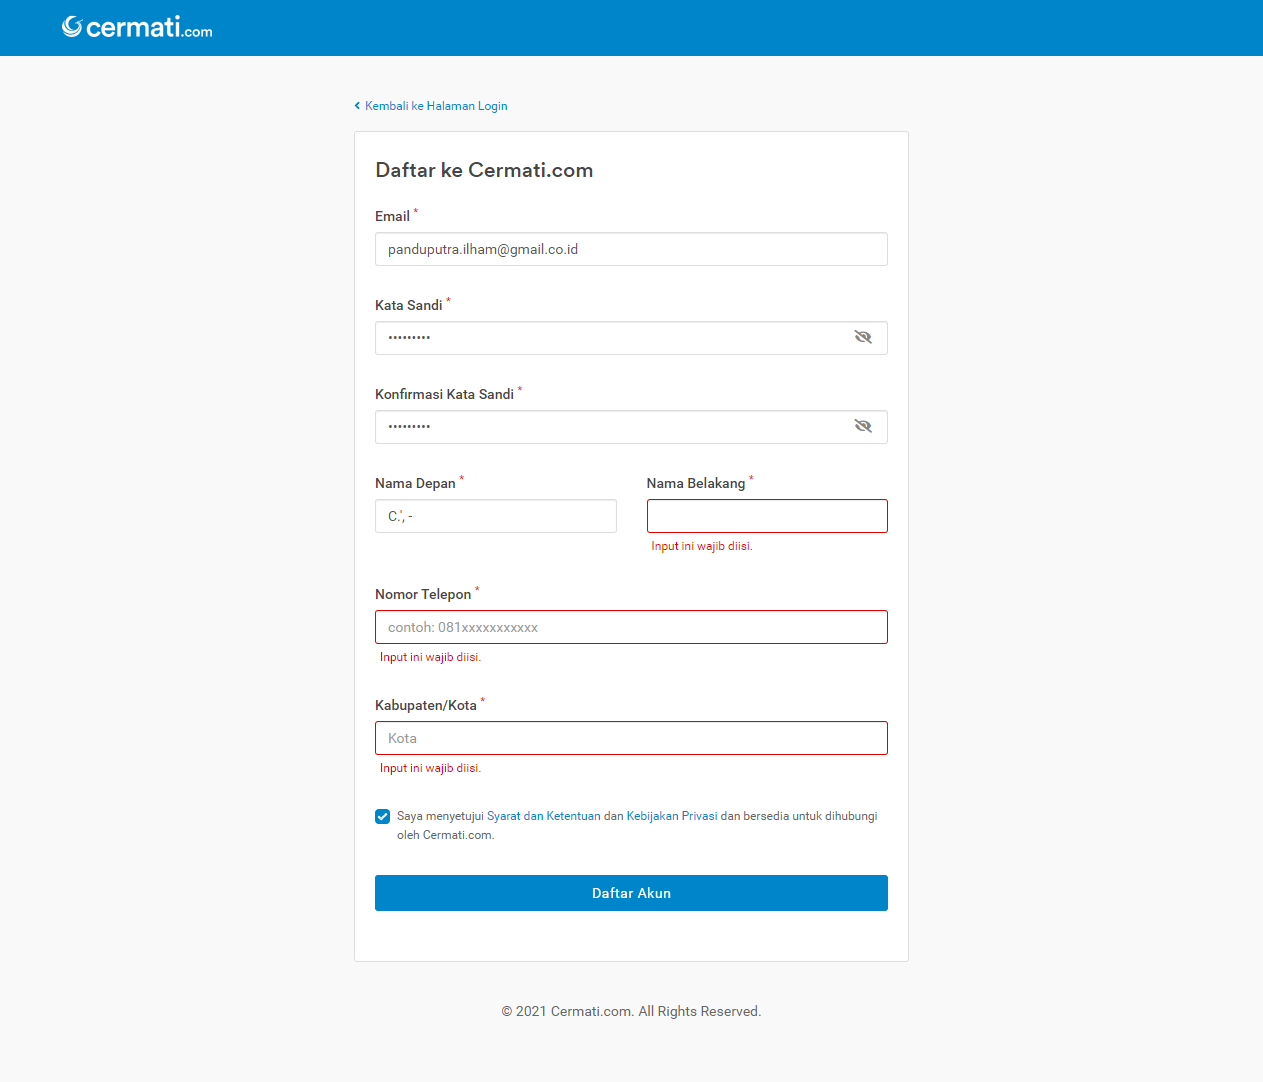 cermati.com
Kembali ke Halaman Login
Daftar ke Cermati.com
Email *
panduputra.ilham@gmail.co.id
Kata Sandi *
•••••••••
Konfirmasi Kata Sandi *
•••••••••
Nama Depan *
Nama Belakang *
C.', -
Input ini wajib diisi.
Nomor Telepon *
contoh: 081xxxxxxxxxxx
Input ini wajib diisi.
Kabupaten/Kota *
Kota
Input ini wajib diisi.
Saya menyetujui Syarat dan Ketentuan dan Kebijakan Privasi dan bersedia untuk dihubungi
oleh Cermati.com.
Daftar Akun
© 2021 Cermati.com. All Rights Reserved.